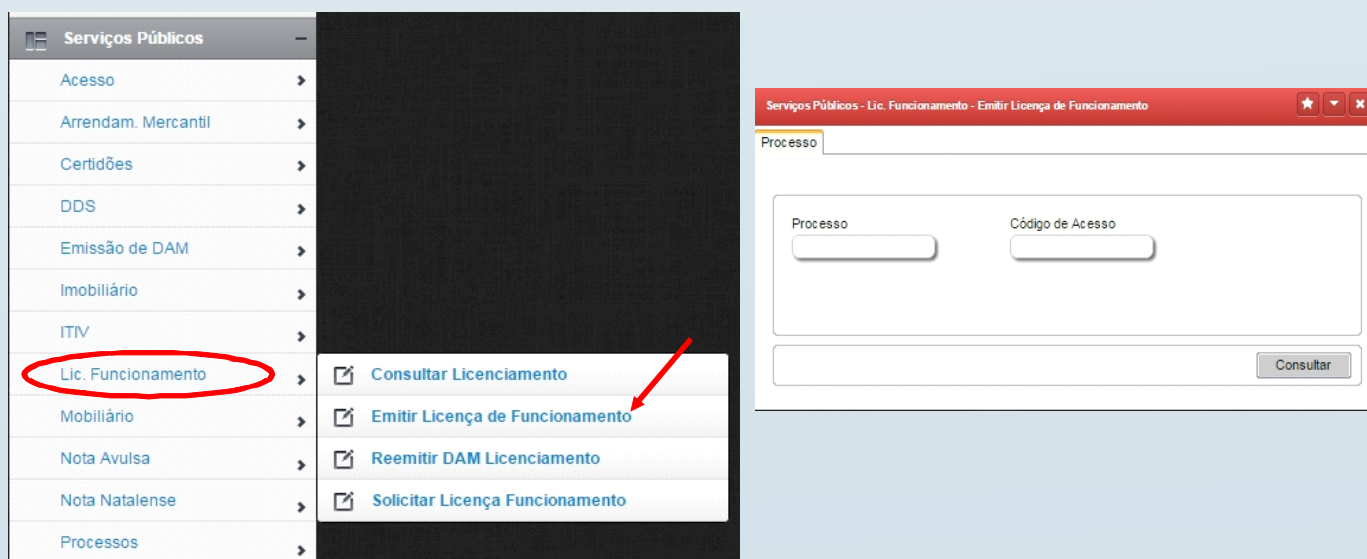 Serviços Públicos
Acesso
Arrendam. Mercantil
Certidões
DDS
Emissão de DAM
Imobiliário
ITIV
Lic. Funcionamento
Mobiliário
Nota Avulsa
Nota Natalense
Processos
Consultar Licenciamento
Emitir Licença de Funcionamento
Reemitir DAM Licenciamento
Solicitar Licença Funcionamento
Serviços Públicos - Lic. Funcionamento - Emitir Licença de Funcionamento
Processo
Processo Código de Acesso
Consultar